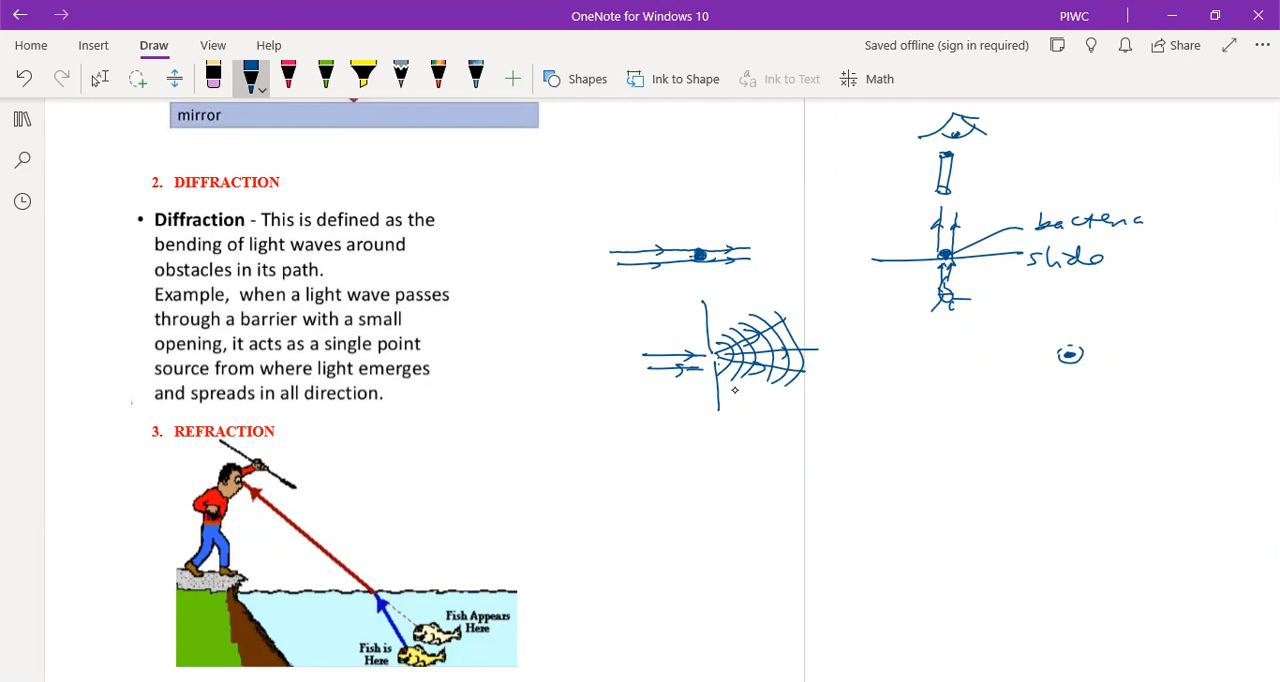 OneNote for Windows 10
PIWC
Home Insert Draw View Help
Saved offline (sign in required)
Share
Shapes
Ink to Shape
Ink to Text
Math
mirror
2. DIFFRACTION
• Diffraction - This is defined as the
bending of light waves around
obstacles in its path.
Example, when a light wave passes
through a barrier with a small
opening, it acts as a single point
source from where light emerges
and spreads in all direction.
3. REFRACTION
Fish Appears
Here
Fish is
Here
bacteria
slide